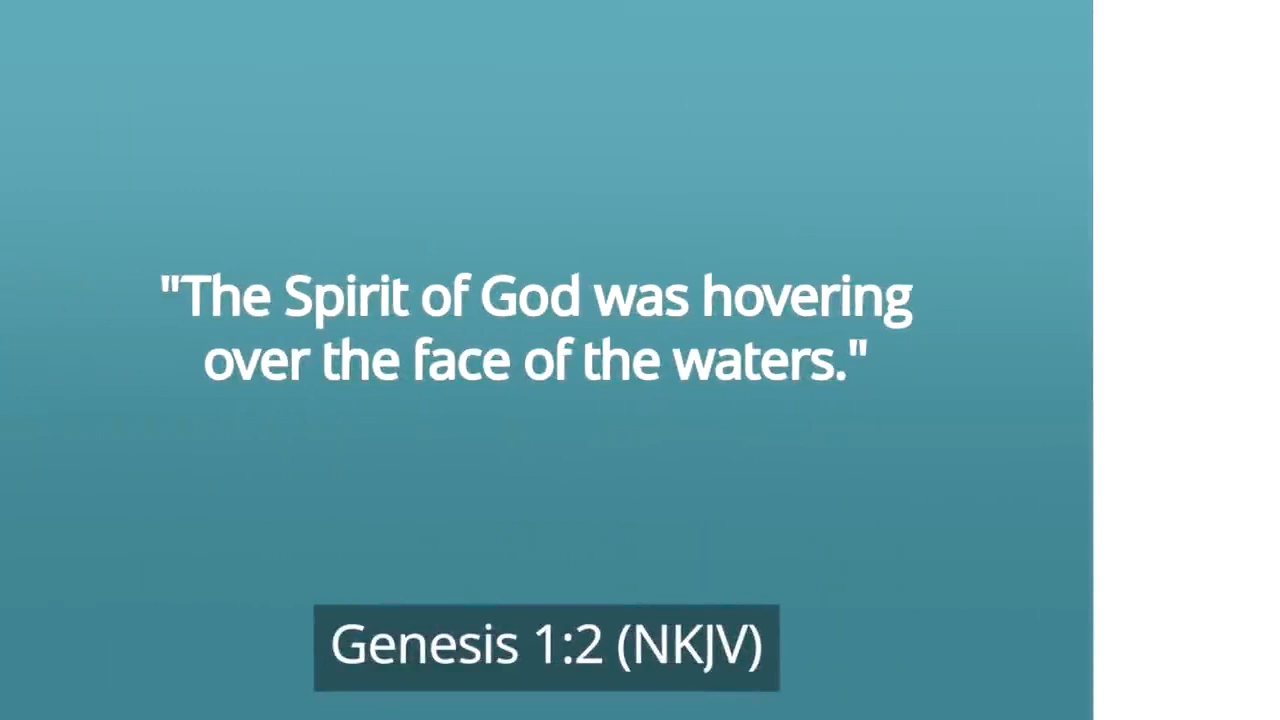 "The Spirit of God was hovering
over the face of the waters."
Genesis 1:2 (NKJV)